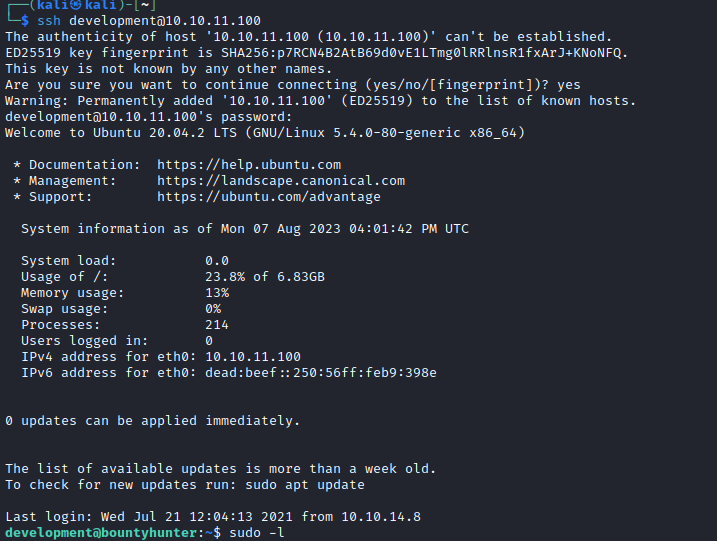 ┌──(kali㉿kali)-[~]
└─$ ssh development@10.10.11.100
The authenticity of host '10.10.11.100 (10.10.11.100)' can't be established.
ED25519 key fingerprint is SHA256:p7RCN4B2AtB69d0vE1LTmg0lRRlnsR1fxArJ+KNoNFQ.
This key is not known by any other names.
Are you sure you want to continue connecting (yes/no/[fingerprint])? yes
Warning: Permanently added '10.10.11.100' (ED25519) to the list of known hosts.
development@10.10.11.100's password:
Welcome to Ubuntu 20.04.2 LTS (GNU/Linux 5.4.0-80-generic x86_64)
* Documentation:  https://help.ubuntu.com
* Management:     https://landscape.canonical.com
* Support:        https://ubuntu.com/advantage
System information as of Mon 07 Aug 2023 04:01:42 PM UTC
System load:           0.0
Usage of /:            23.8% of 6.83GB
Memory usage:          13%
Swap usage:            0%
Processes:             214
Users logged in:       0
IPv4 address for eth0: 10.10.11.100
IPv6 address for eth0: dead:beef::250:56ff:feb9:398e
0 updates can be applied immediately.
The list of available updates is more than a week old.
To check for new updates run: sudo apt update
Last login: Wed Jul 21 12:04:13 2021 from 10.10.14.8
development@bountyhunter:~$ sudo -l